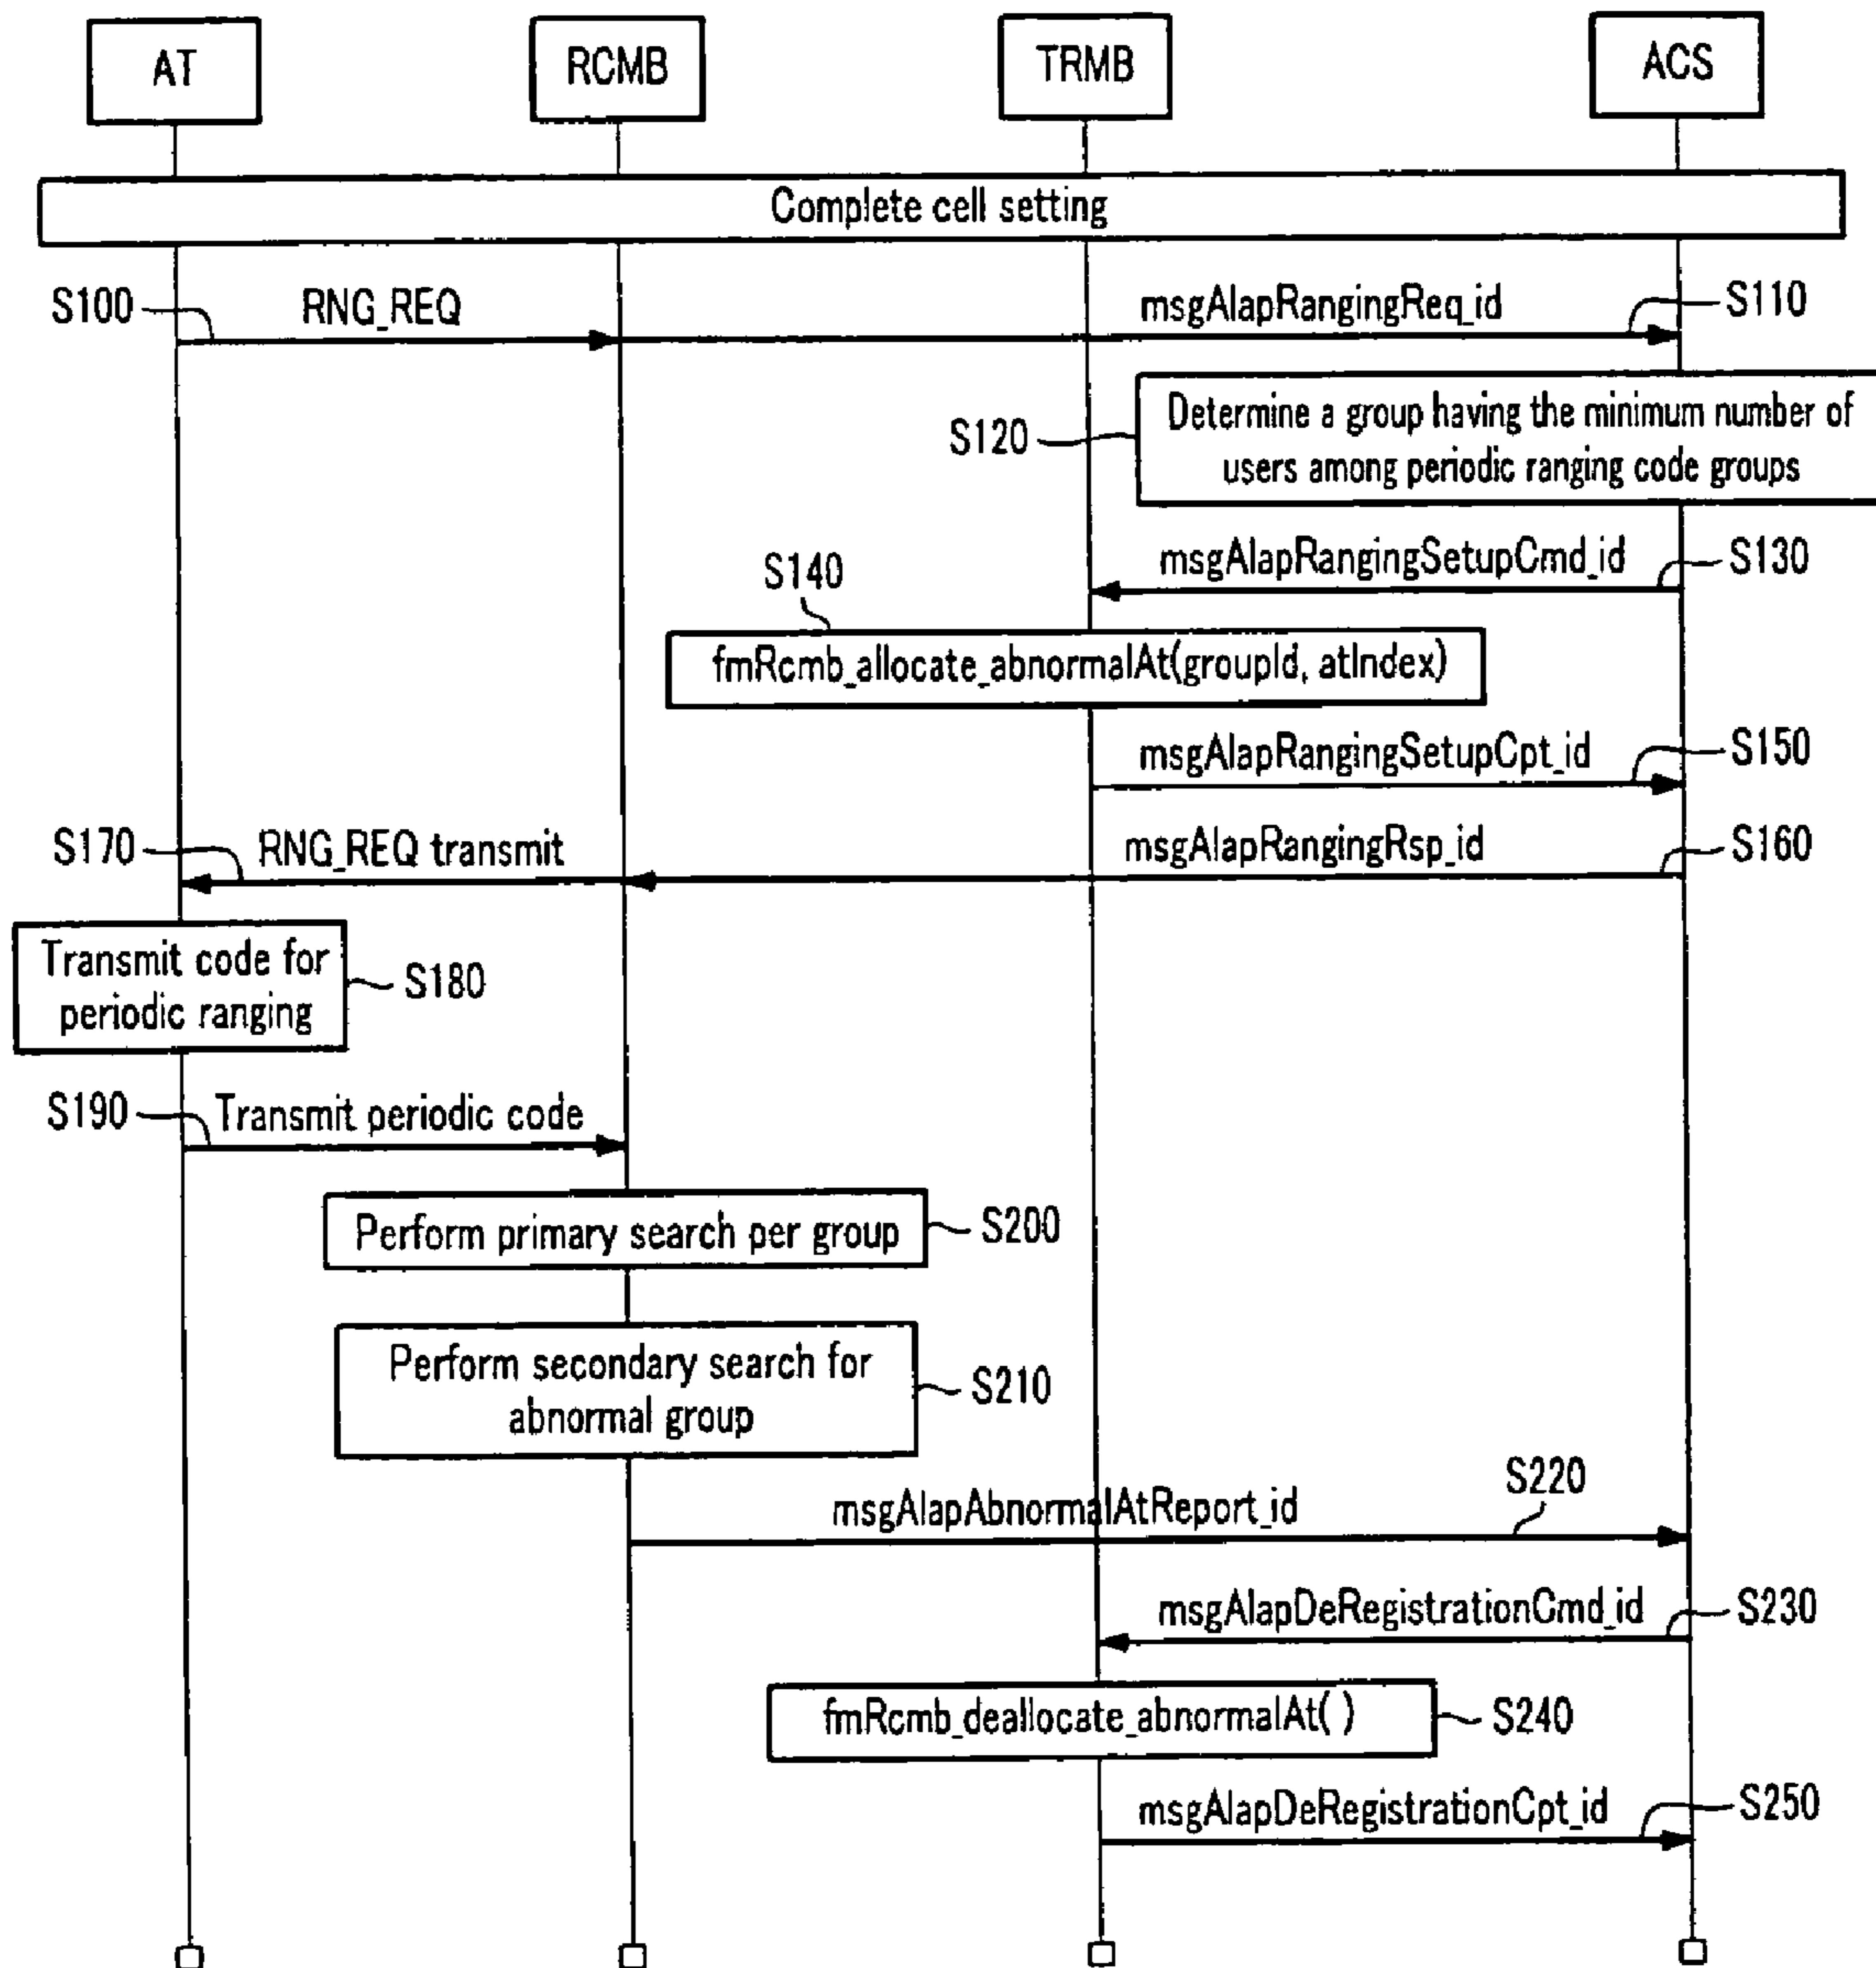 AT
RCMB
TRMB
ACS
Complete cell setting
S100
RNG_REQ
msgAlapRangingReq_id
S110
S120
Determine a group having the minimum number of
users among periodic ranging code groups
msgAlapRangingSetupCmd_id
S130
S140
fmRcmb_allocate_abnormalAt(groupId, atIndex)
msgAlapRangingSetupCpt_id
S150
S170
RNG_REQ transmit
msgAlapRangingRsp_id
S160
Transmit code for
periodic ranging
S180
S190
Transmit periodic code
Perform primary search per group
S200
Perform secondary search for
abnormal group
S210
msgAlapAbnormalAtReport_id
S220
msgAlapDeRegistrationCmd_id
S230
fmRcmb_deallocate_abnormalAt( )
S240
msgAlapDeRegistrationCpt_id
S250